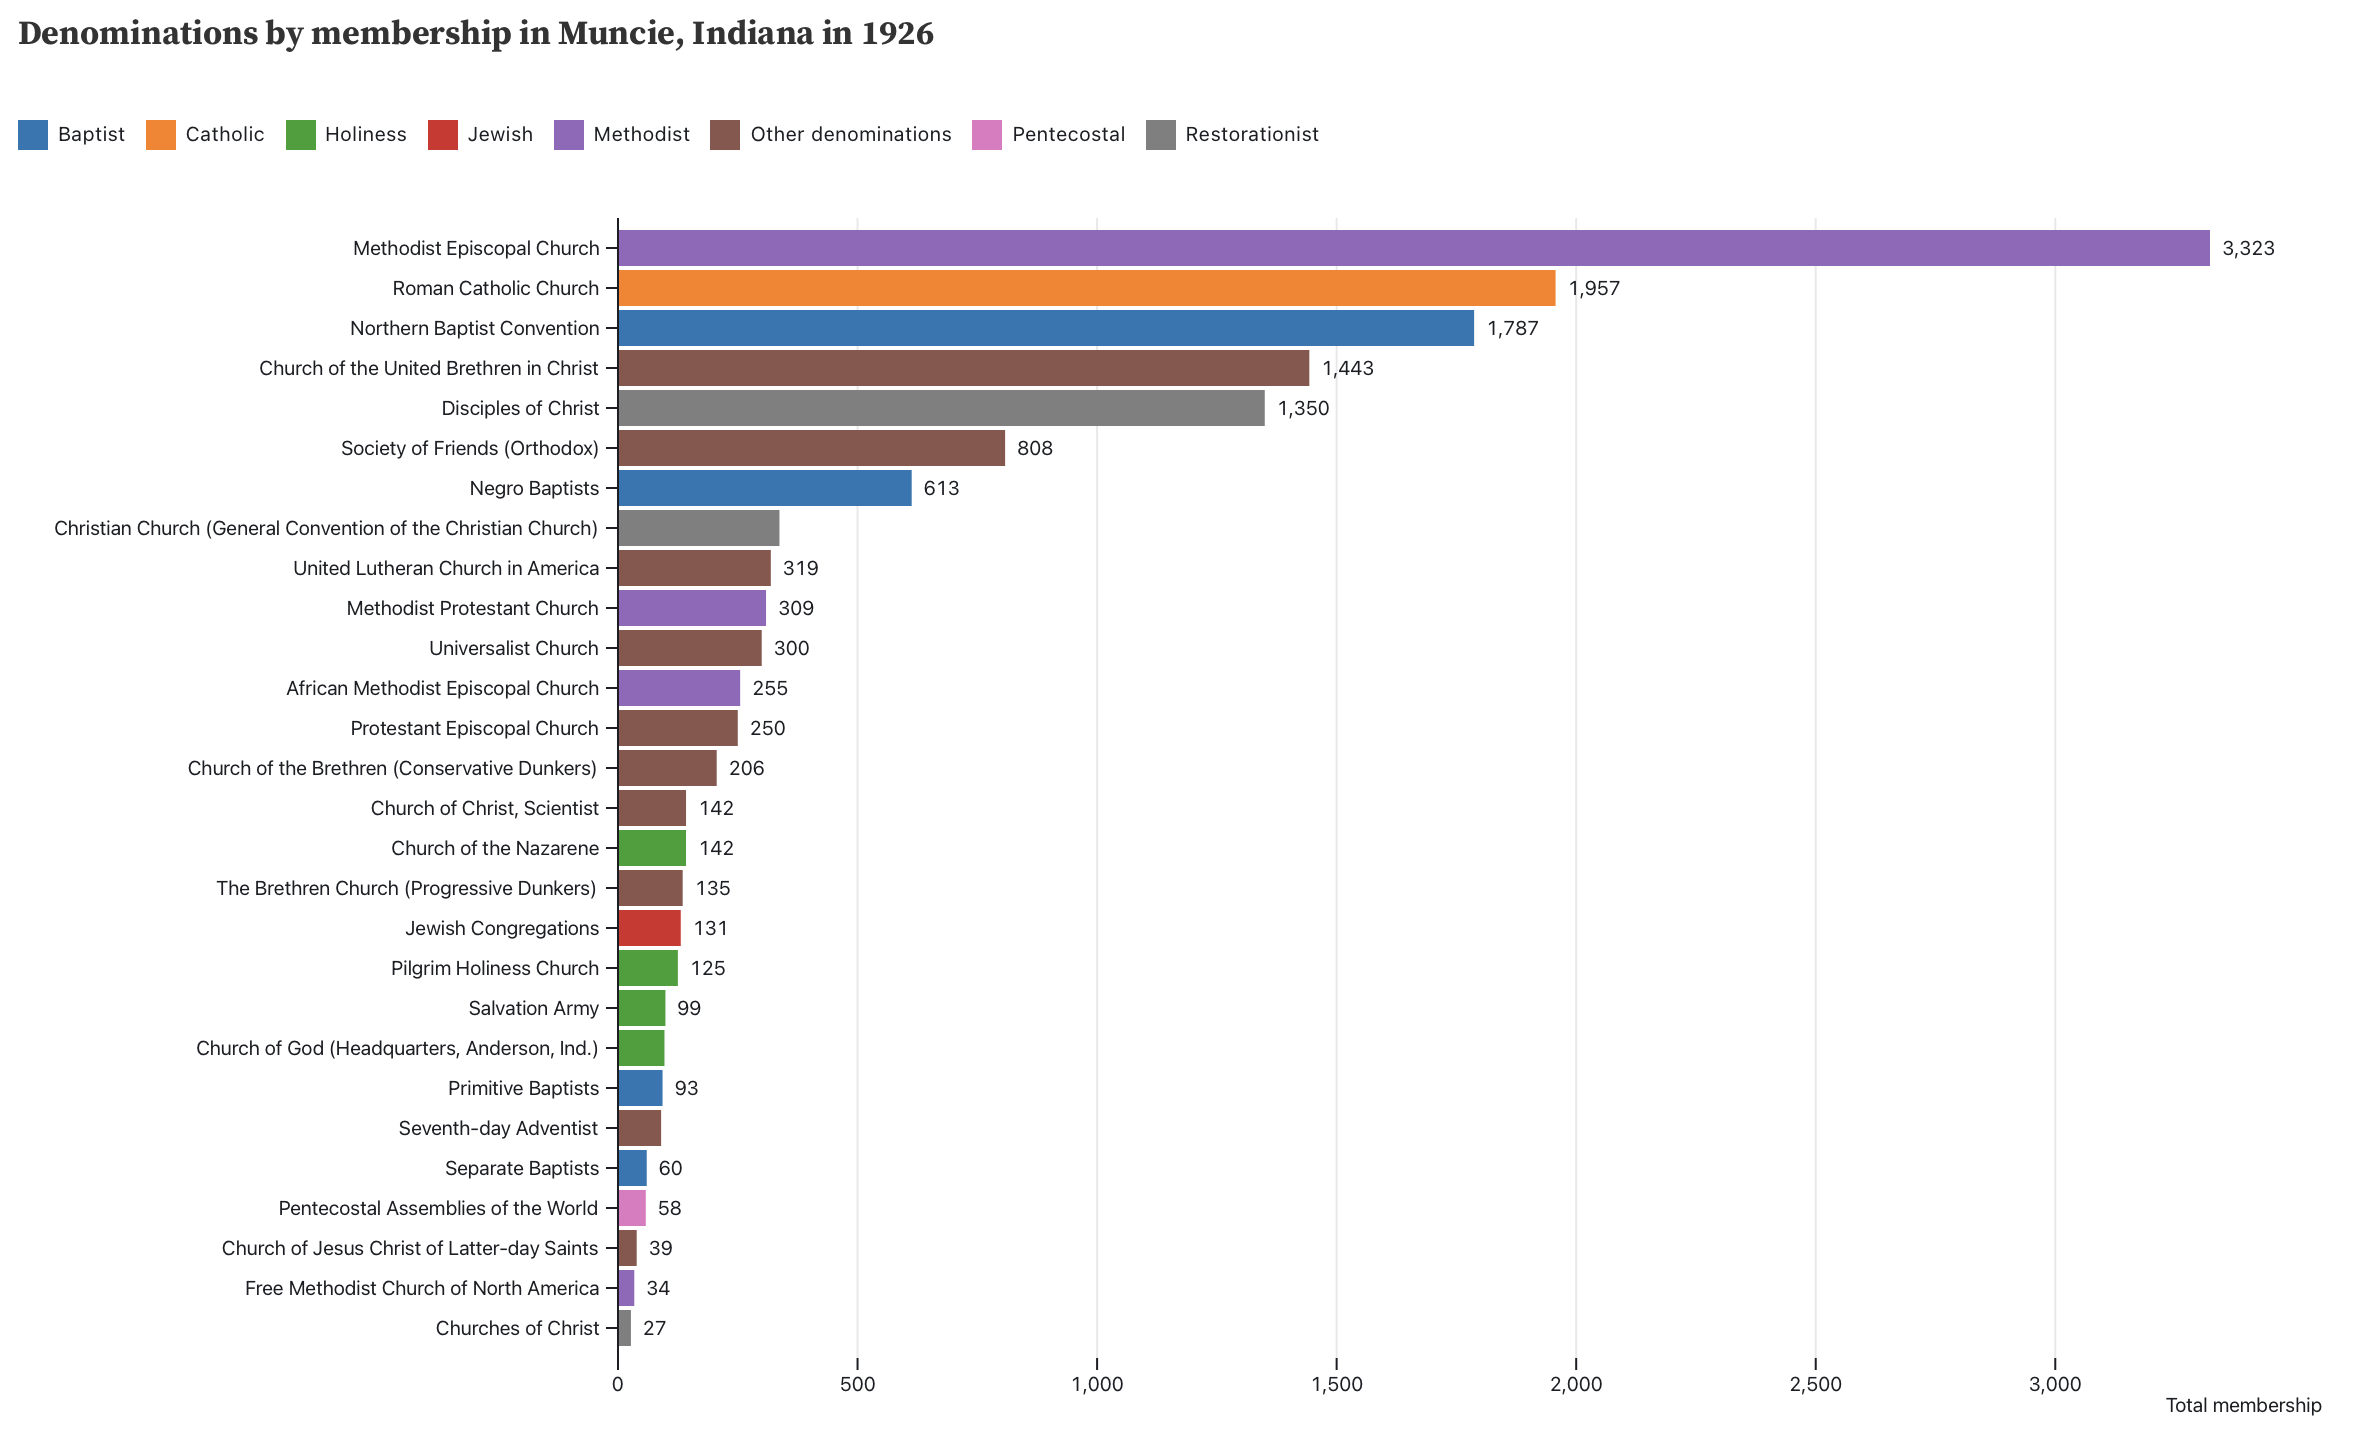 Denominations by membership in Muncie, Indiana in 1926
Baptist Catholic Holiness Jewish Methodist Other denominations Pentecostal Restorationist
Methodist Episcopal Church 3,323
Roman Catholic Church 1,957
Northern Baptist Convention 1,787
Church of the United Brethren in Christ 1,443
Disciples of Christ 1,350
Society of Friends (Orthodox) 808
Negro Baptists 613
Christian Church (General Convention of the Christian Church)
United Lutheran Church in America 319
Methodist Protestant Church 309
Universalist Church 300
African Methodist Episcopal Church 255
Protestant Episcopal Church 250
Church of the Brethren (Conservative Dunkers) 206
Church of Christ, Scientist 142
Church of the Nazarene 142
The Brethren Church (Progressive Dunkers) 135
Jewish Congregations 131
Pilgrim Holiness Church 125
Salvation Army 99
Church of God (Headquarters, Anderson, Ind.)
Primitive Baptists 93
Seventh-day Adventist
Separate Baptists 60
Pentecostal Assemblies of the World 58
Church of Jesus Christ of Latter-day Saints 39
Free Methodist Church of North America 34
Churches of Christ 27
0 500 1,000 1,500 2,000 2,500 3,000
Total membership